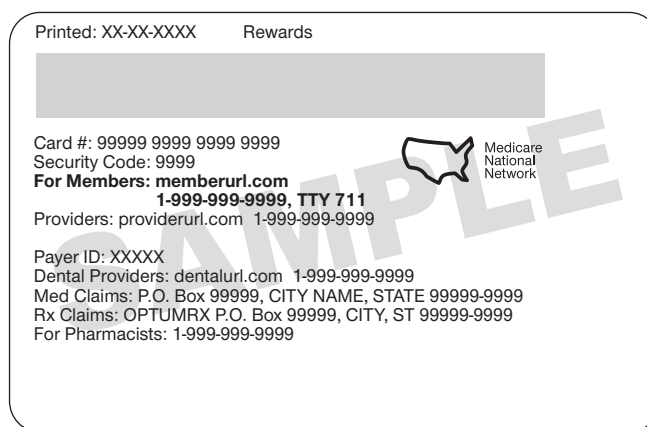 Printed: XX-XX-XXXX Rewards
Card #: 99999 9999 9999 9999
Security Code: 9999
For Members: memberurl.com
1-999-999-9999, TTY 711
Providers: providerurl.com 1-999-999-9999
Medicare
National
Network
Payer ID: XXXXX
Dental Providers: dentalurl.com 1-999-999-9999
Med Claims: P.O. Box 99999, CITY NAME, STATE 99999-9999
Rx Claims: OPTUMRX P.O. Box 99999, CITY, ST 99999-9999
For Pharmacists: 1-999-999-9999
SAMPLE